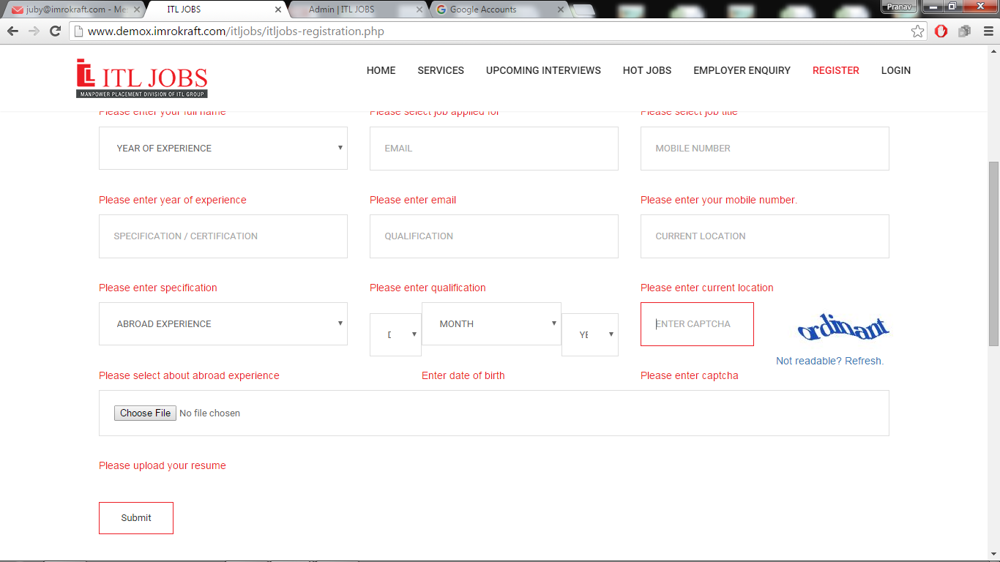 juby@imrokraft.com - Me
ITL JOBS
Admin | ITL JOBS
Google Accounts
Pranav
www.demox.imrokraft.com/itljobs/itljobs-registration.php
ITL JOBS
MANPOWER PLACEMENT DIVISION OF ITL GROUP
HOME SERVICES UPCOMING INTERVIEWS HOT JOBS EMPLOYER ENQUIRY REGISTER LOGIN
Please enter your full name Please select job applied for Please select job title
YEAR OF EXPERIENCE EMAIL MOBILE NUMBER
Please enter year of experience Please enter email Please enter your mobile number.
SPECIFICATION / CERTIFICATION QUALIFICATION CURRENT LOCATION
Please enter specification Please enter qualification Please enter current location
ABROAD EXPERIENCE D MONTH YE ENTER CAPTCHA ordinant
Not readable? Refresh.
Please select about abroad experience Enter date of birth Please enter captcha
Choose File No file chosen
Please upload your resume
Submit